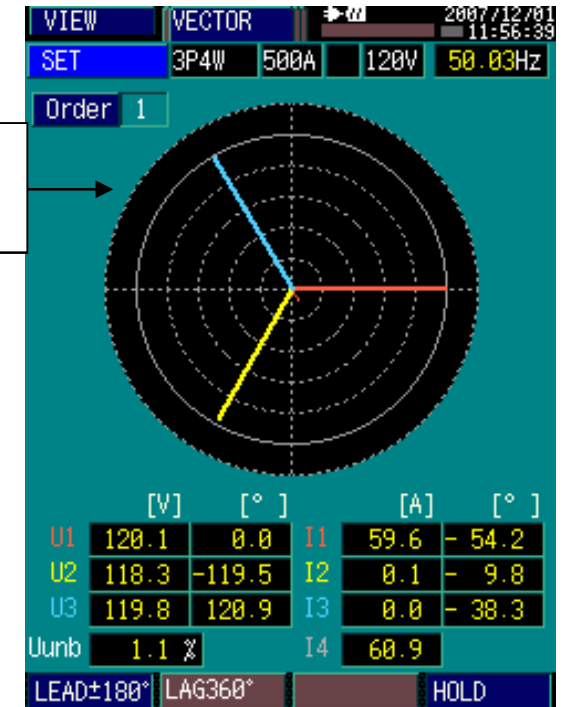 VIEW VECTOR 2007/12/01
11:56:39
SET 3P4W 500A 120V 50.03Hz
Order 1
[V] [° ] [A] [° ]
U1 120.1 0.0 I1 59.6 - 54.2
U2 118.3 -119.5 I2 0.1 - 9.8
U3 119.8 120.9 I3 0.0 - 38.3
Uunb 1.1 % I4 60.9
LEAD±180° LAG360° HOLD